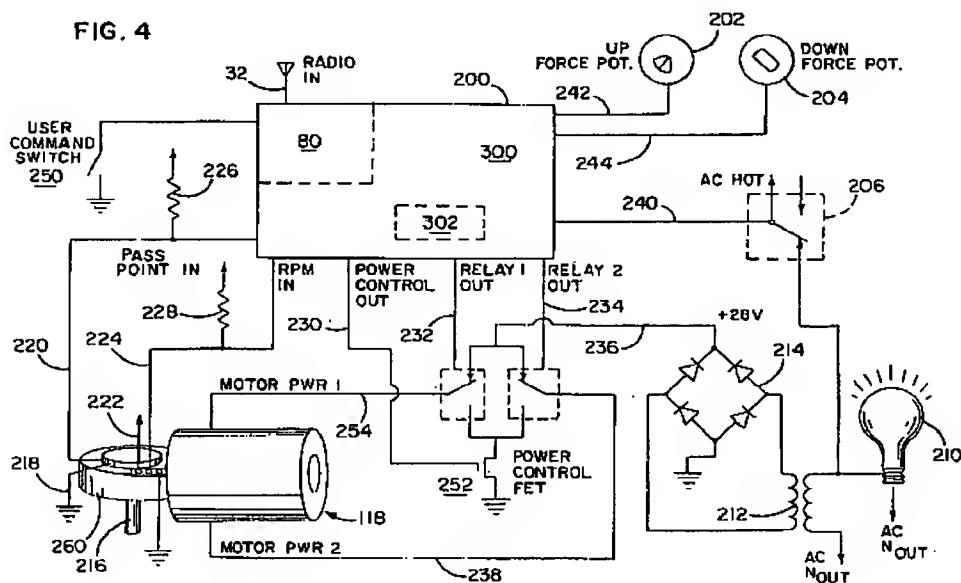 FIG. 4
RADIO IN
32
200
202
UP FORCE POT.
DOWN FORCE POT.
204
242
244
USER COMMAND SWITCH
250
80
300
302
226
AC HOT
206
240
PASS POINT IN
RPM IN
POWER CONTROL OUT
RELAY 1 OUT
RELAY 2 OUT
228
230
232
234
+28V
236
214
220
224
222
MOTOR PWR 1
254
218
252
POWER CONTROL FET
210
212
260
216
118
MOTOR PWR 2
238
AC NOUT
AC NOUT